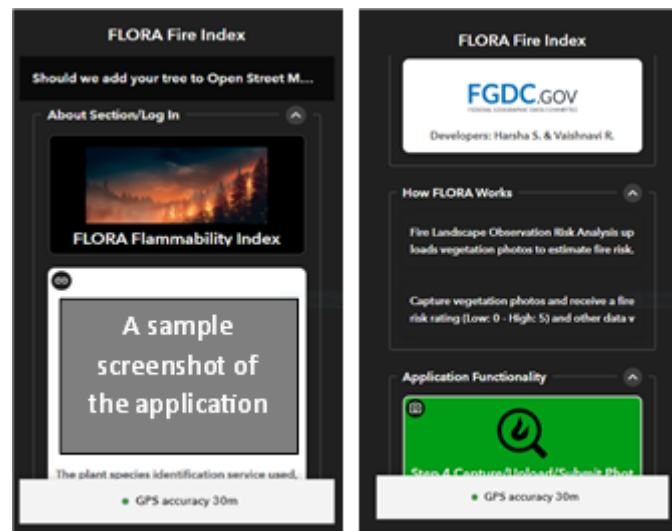 FLORA Fire Index
Should we add your tree to Open Street M...
About Section/Log In
FLORA Flammability Index
A sample
screenshot of
the application
The plant species identification service used,
GPS accuracy 30m
FLORA Fire Index
FGDC.GOV
FEDERAL GEOGRAPHIC DATA COMMITTEE
Developers: Harsha S. & Vaishnavi R.
How FLORA Works
Fire Landscape Observation Risk Analysis up
loads vegetation photos to estimate fire risk.
Capture vegetation photos and receive a fire
risk rating (Low: 0 - High: 5) and other data v
Application Functionality
Step 4 Capture/Upload/Submit Phot
GPS accuracy 30m